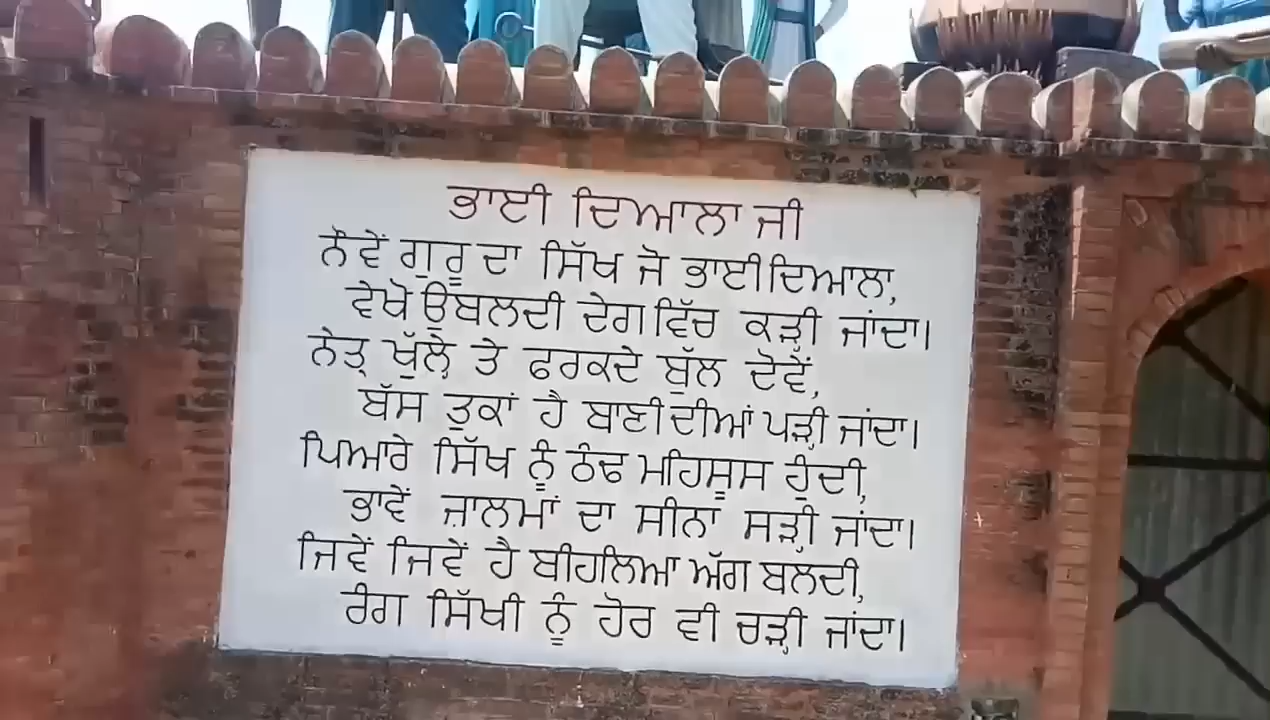 ਭਾਈ ਦਿਆਲਾ ਜੀ
ਨੌਵੇਂ ਗੁਰੂ ਦਾ ਸਿੱਖ ਜੋ ਭਾਈ ਦਿਆਲਾ,
ਵੇਖੋ ਉਬਲਦੀ ਦੇਗ ਵਿੱਚ ਕੜ੍ਹੀ ਜਾਂਦਾ।
ਨੇਤ੍ਰ ਖੁੱਲ੍ਹੇ ਤੇ ਫਰਕਦੇ ਬੁੱਲ ਦੋਵੇਂ,
ਬੱਸ ਤੁਕਾਂ ਹੈ ਬਾਣੀ ਦੀਆਂ ਪੜ੍ਹੀ ਜਾਂਦਾ।
ਪਿਆਰੇ ਸਿੱਖ ਨੂੰ ਠੰਢ ਮਹਿਸੂਸ ਹੁੰਦੀ,
ਭਾਵੇਂ ਜ਼ਾਲਮਾਂ ਦਾ ਸੀਨਾ ਸੜ੍ਹੀ ਜਾਂਦਾ।
ਜਿਵੇਂ ਜਿਵੇਂ ਹੈ ਬੀਹਲਿਆ ਅੱਗ ਬਲਦੀ,
ਰੰਗ ਸਿੱਖੀ ਨੂੰ ਹੋਰ ਵੀ ਚੜ੍ਹੀ ਜਾਂਦਾ।